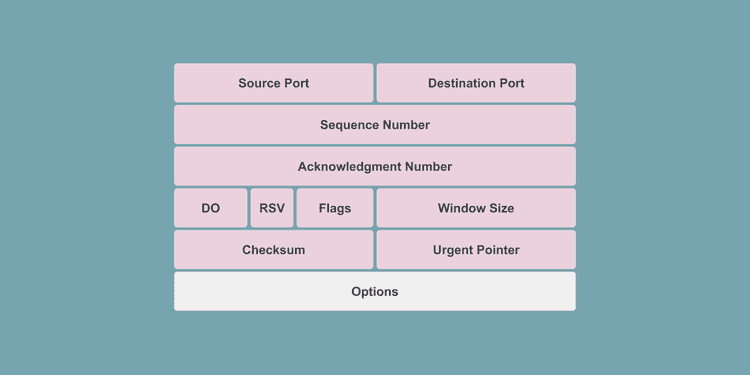 Source Port Destination Port
Sequence Number
Acknowledgment Number
DO RSV Flags Window Size
Checksum Urgent Pointer
Options